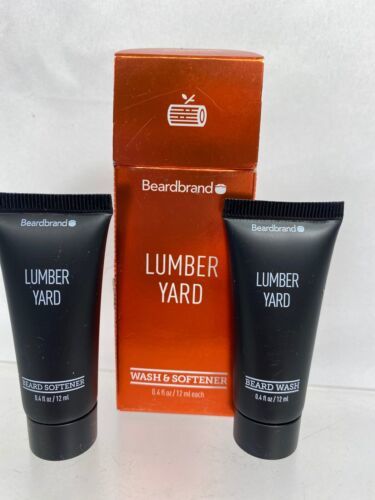 Beardbrand
LUMBER
YARD
WASH & SOFTENER
0.4 fl oz / 12 ml each
Beardbrand
LUMBER
YARD
BEARD SOFTENER
0.4 fl oz / 12 ml
Beardbrand
LUMBER
YARD
BEARD WASH
0.4 fl oz / 12 ml